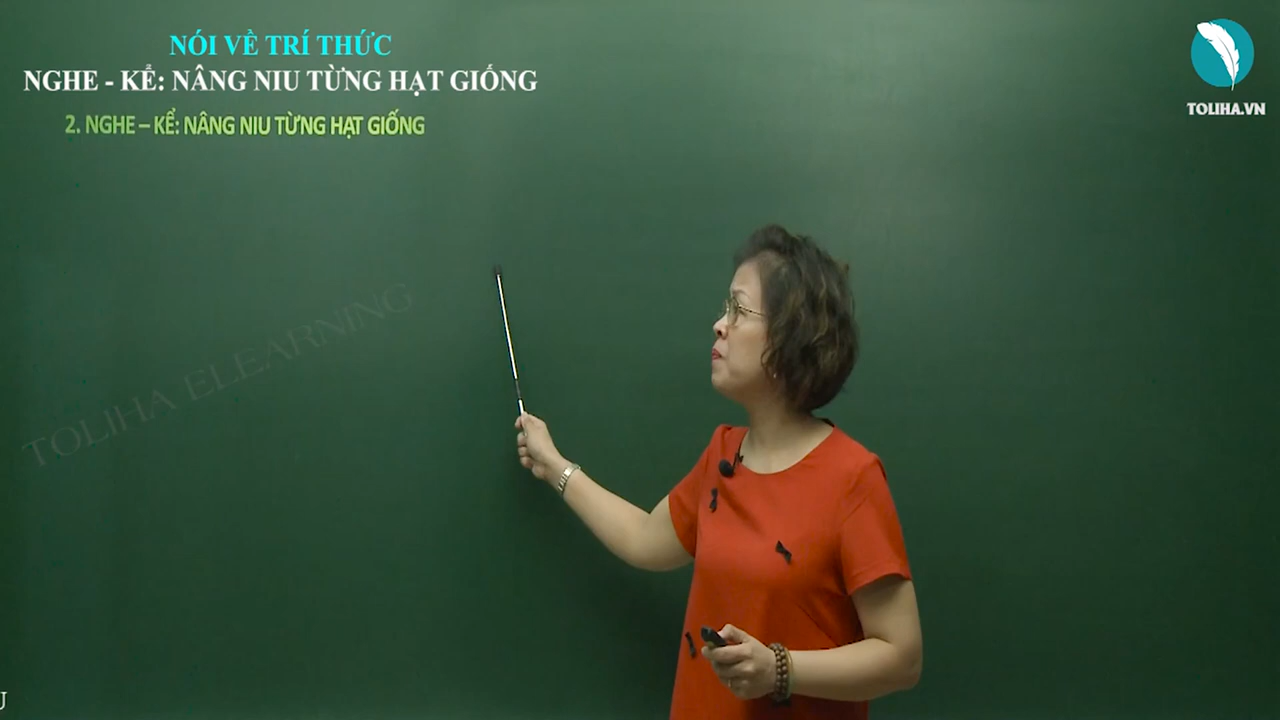 NÓI VỀ TRÍ THỨC
NGHE - KỂ: NÂNG NIU TỪNG HẠT GIỐNG
2. NGHE – KỂ: NÂNG NIU TỪNG HẠT GIỐNG
TOLIHA.VN
TOLIHA ELEARNING
U